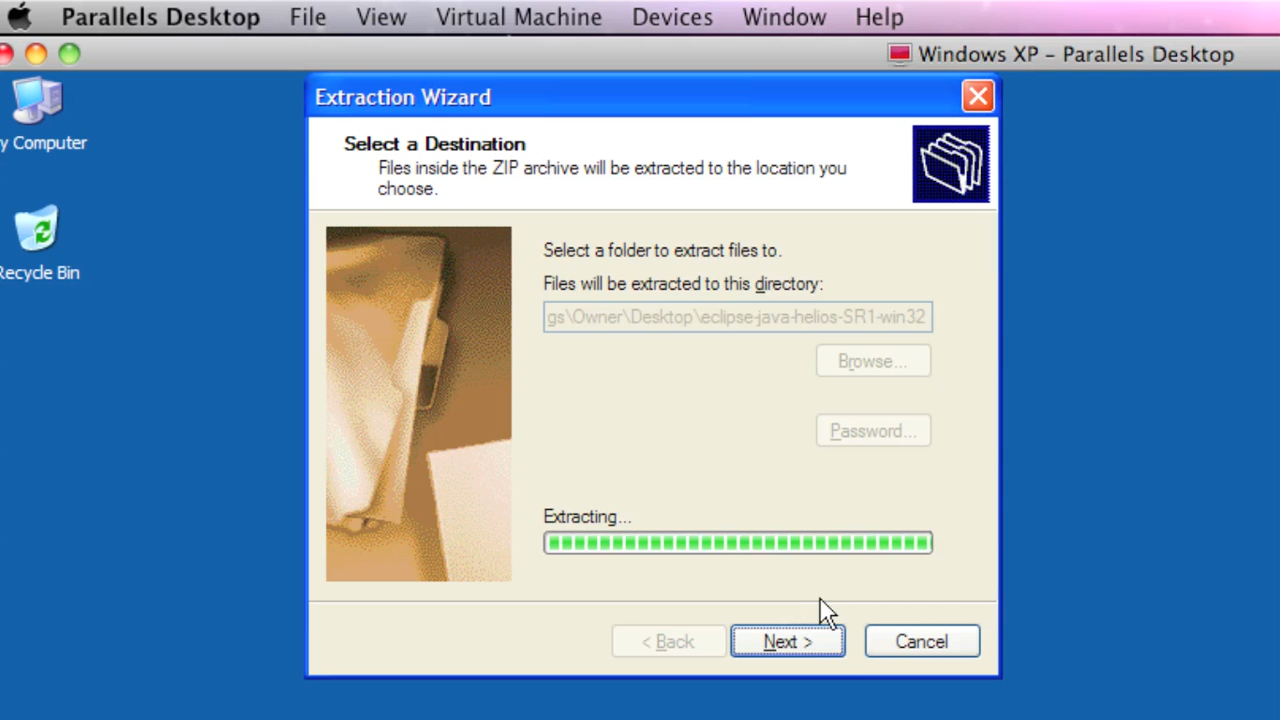 Parallels Desktop File View Virtual Machine Devices Window Help
Windows XP – Parallels Desktop
y Computer
Recycle Bin
Extraction Wizard
Select a Destination
Files inside the ZIP archive will be extracted to the location you
choose.
Select a folder to extract files to.
Files will be extracted to this directory:
gs\Owner\Desktop\eclipse-java-helios-SR1-win32
Browse...
Password...
Extracting...
< Back Next > Cancel